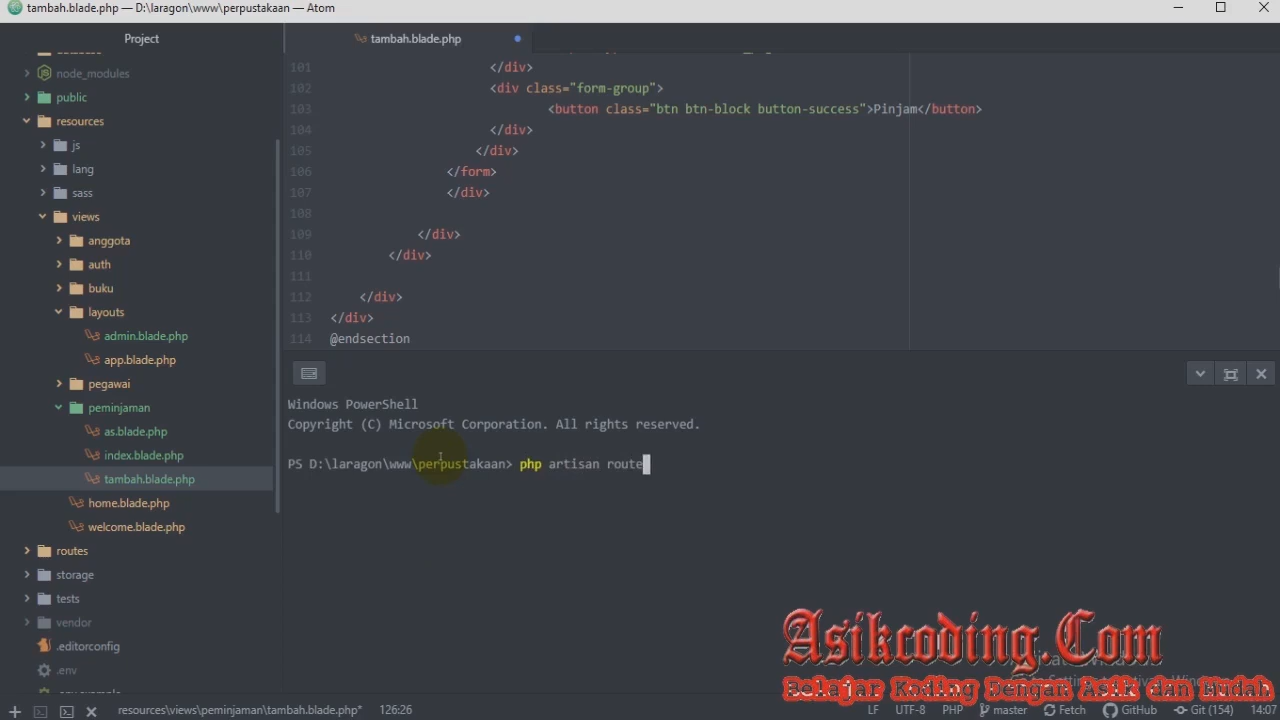 tambah.blade.php — D:\laragon\www\perpustakaan — Atom
Project
tambah.blade.php
node_modules
public
resources
js
lang
sass
views
anggota
auth
buku
layouts
admin.blade.php
app.blade.php
pegawai
peminjaman
as.blade.php
index.blade.php
tambah.blade.php
home.blade.php
welcome.blade.php
routes
storage
tests
vendor
.editorconfig
.env
101 </div>
102 <div class="form-group">
103 <button class="btn btn-block button-success">Pinjam</button>
104 </div>
105 </div>
106 </form>
107 </div>
108
109 </div>
110 </div>
111
112 </div>
113 </div>
114 @endsection
Windows PowerShell
Copyright (C) Microsoft Corporation. All rights reserved.
PS D:\laragon\www\perpustakaan> php artisan route
Asikcoding.Com
Belajar Koding Dengan Asik dan Mudah
resources\views\peminjaman\tambah.blade.php* 126:26 LF UTF-8 PHP master Fetch GitHub Git (154) 14:07